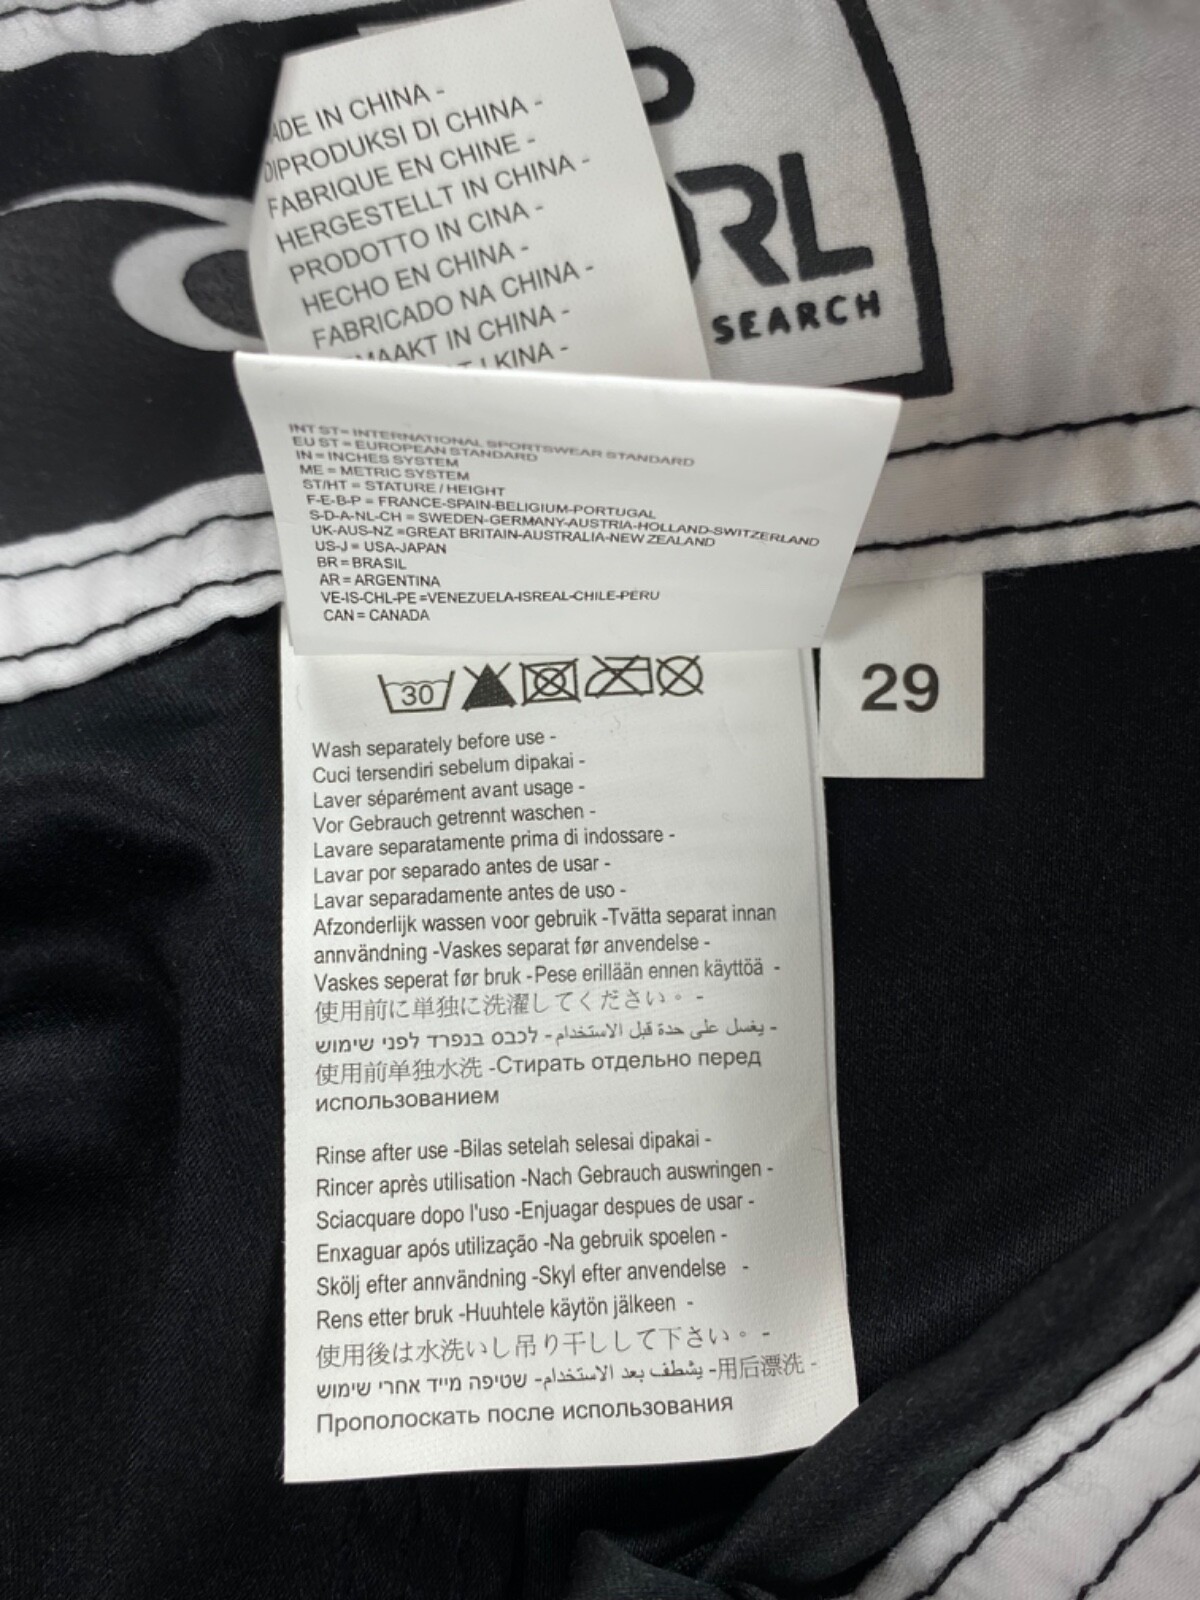 ADE IN CHINA -
DIPRODUKSI DI CHINA -
FABRIQUE EN CHINE -
HERGESTELLT IN CHINA -
PRODOTTO IN CINA -
HECHO EN CHINA -
FABRICADO NA CHINA -
MAAKT IN CHINA -
T I KINA -
RL
SEARCH
INT ST= INTERNATIONAL SPORTSWEAR STANDARD
EU ST = EUROPEAN STANDARD
IN = INCHES SYSTEM
ME = METRIC SYSTEM
ST/HT = STATURE / HEIGHT
F-E-B-P = FRANCE-SPAIN-BELIGIUM-PORTUGAL
S-D-A-NL-CH = SWEDEN-GERMANY-AUSTRIA-HOLLAND-SWITZERLAND
UK-AUS-NZ =GREAT BRITAIN-AUSTRALIA-NEW ZEALAND
US-J = USA-JAPAN
BR = BRASIL
AR = ARGENTINA
VE-IS-CHL-PE =VENEZUELA-ISREAL-CHILE-PERU
CAN = CANADA
30
29
Wash separately before use -
Cuci tersendiri sebelum dipakai -
Laver séparément avant usage -
Vor Gebrauch getrennt waschen -
Lavare separatamente prima di indossare -
Lavar por separado antes de usar -
Lavar separadamente antes de uso -
Afzonderlijk wassen voor gebruik -Tvätta separat innan
annvändning -Vaskes separat før anvendelse -
Vaskes seperat før bruk -Pese erillään ennen käyttöä -
使用前に単独に洗濯してください。 -
- يغسل على حدة قبل الاستخدام- לכבס בנפרד לפני שימוש
使用前单独水洗 -Стирать отдельно перед
использованием
Rinse after use -Bilas setelah selesai dipakai -
Rincer après utilisation -Nach Gebrauch auswringen -
Sciacquare dopo l'uso -Enjuagar despues de usar -
Enxaguar após utilização -Na gebruik spoelen -
Skölj efter annvändning -Skyl efter anvendelse -
Rens etter bruk -Huuhtele käytön jälkeen -
使用後は水洗いし吊り干しして下さい。 -
שטיפה מייד אחרי שימוש -يشطف بعد الاستخدام -用后漂洗 -
Прополоскать после использования